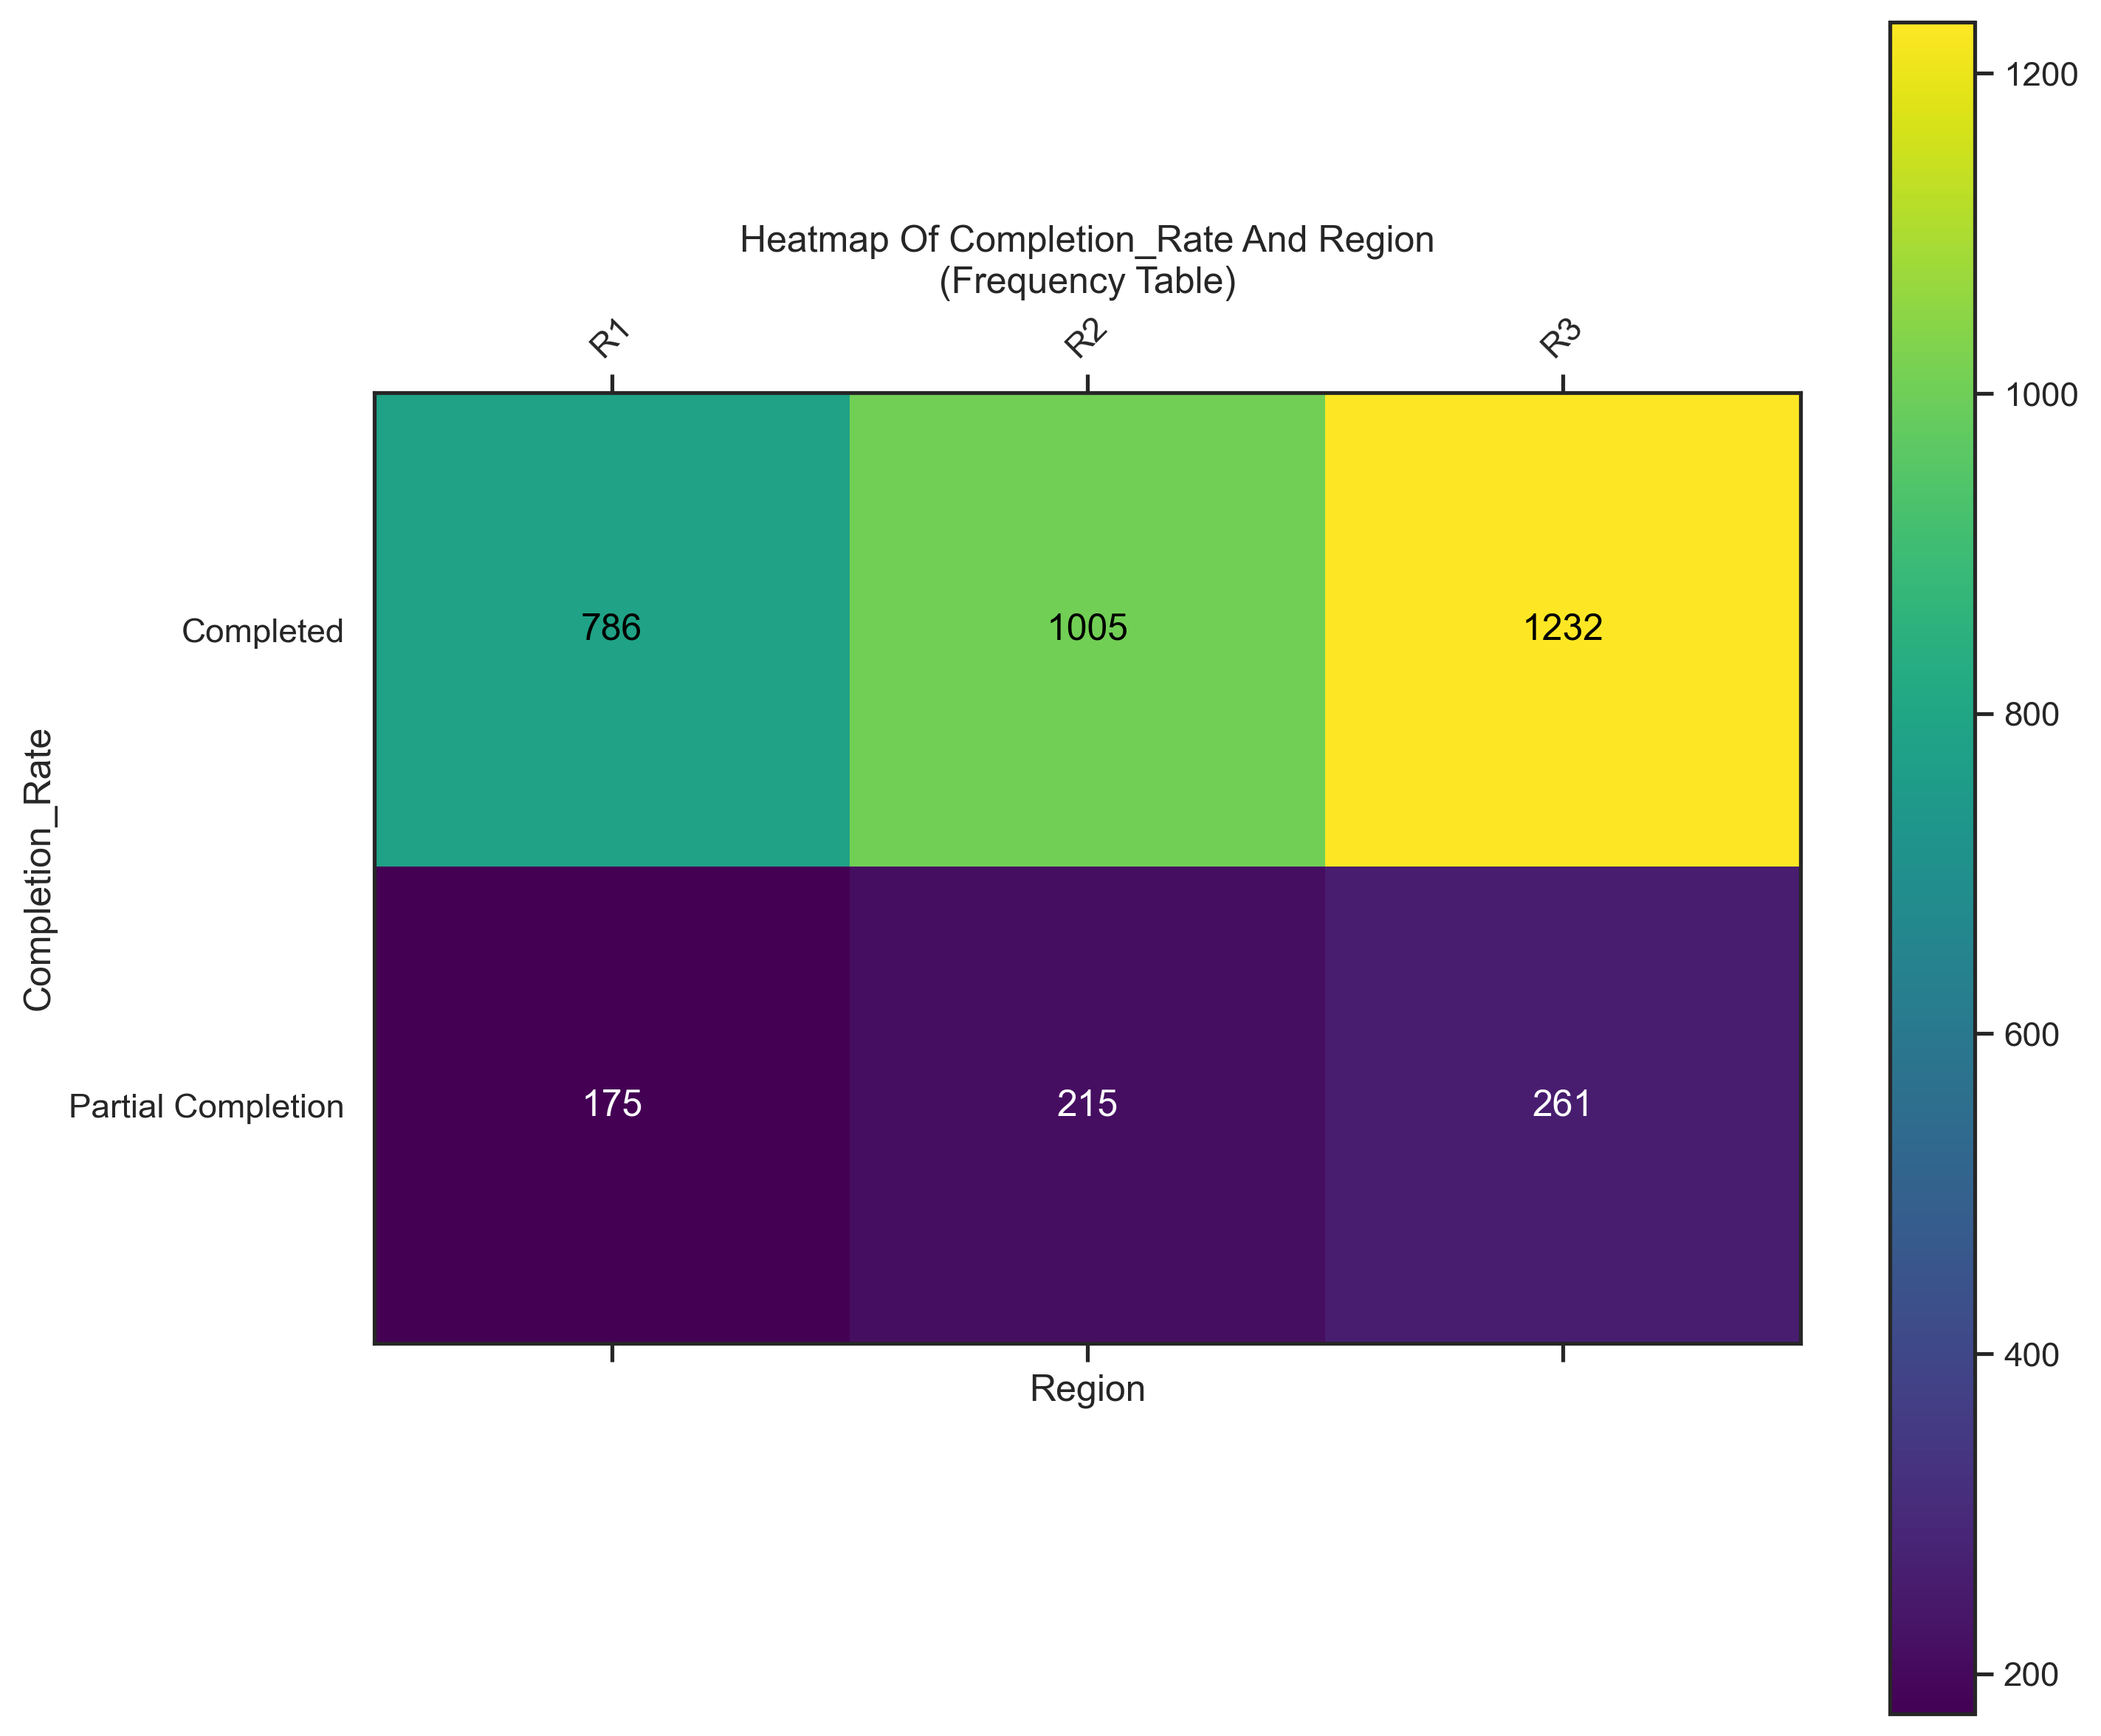 Heatmap Of Completion_Rate And Region
(Frequency Table)
R1 R2 R3
Completed 786 1005 1232
Partial Completion 175 215 261
Completion_Rate
Region
1200
1000
800
600
400
200